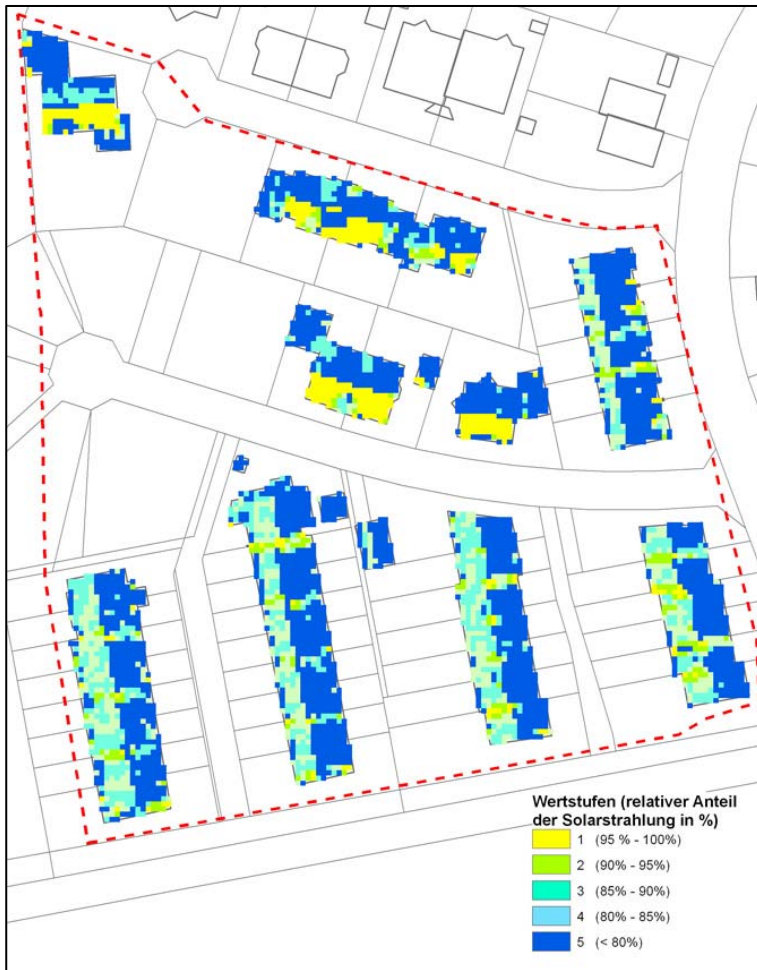 Wertstufen (relativer Anteil
der Solarstrahlung in %)
1 (95 % - 100%)
2 (90% - 95%)
3 (85% - 90%)
4 (80% - 85%)
5 (< 80%)